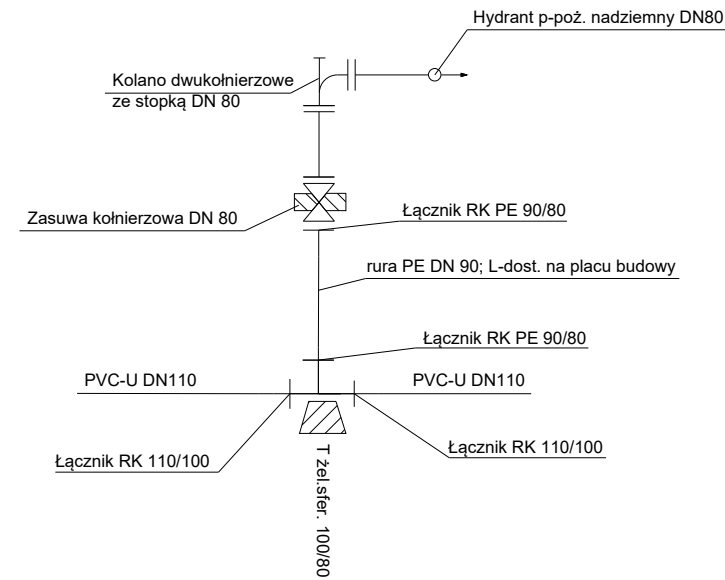 Hydrant p-poż. nadziemny DN80
Kolano dwukołnierzowe
ze stopką DN 80
Zasuwa kołnierzowa DN 80
Łącznik RK PE 90/80
rura PE DN 90; L-dost. na placu budowy
Łącznik RK PE 90/80
PVC-U DN110
PVC-U DN110
Łącznik RK 110/100
Łącznik RK 110/100
T żel.sfer. 100/80